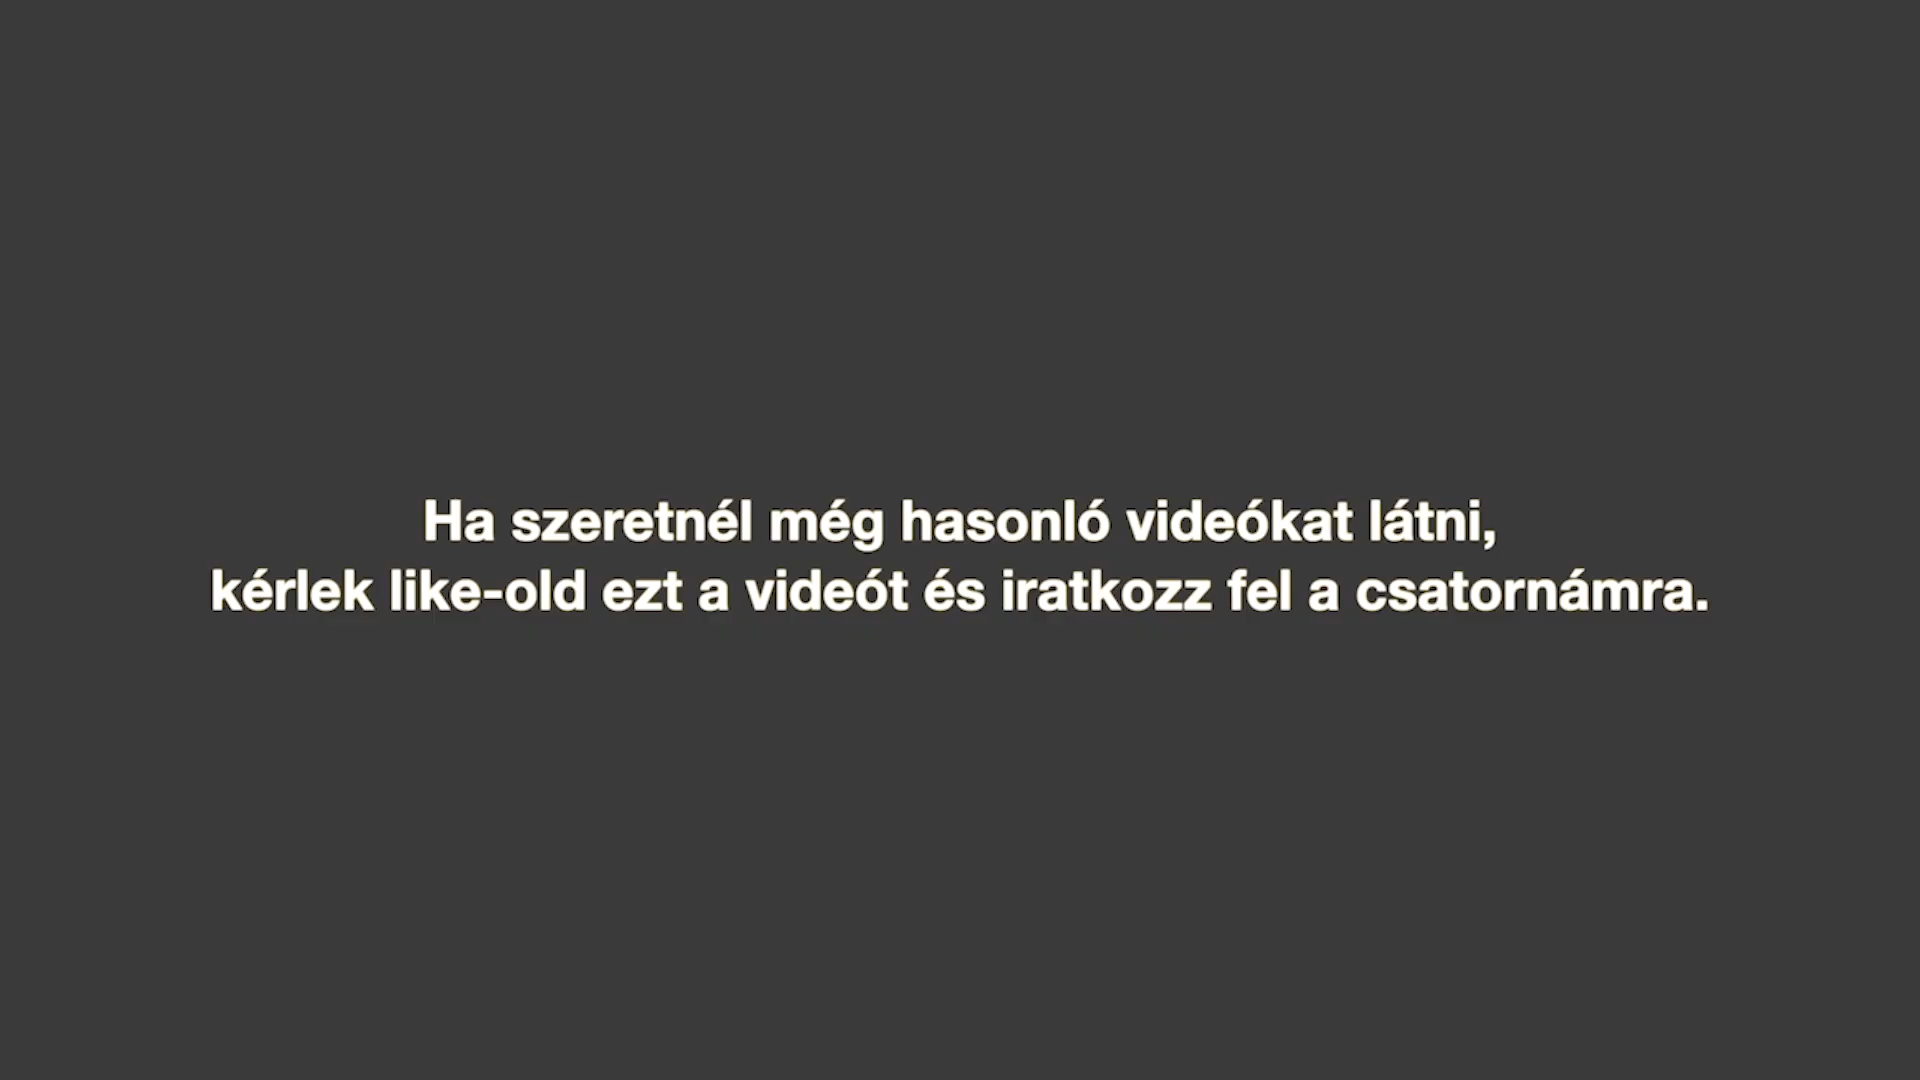 Ha szeretnél még hasonló videókat látni,
kérlek like-old ezt a videót és iratkozz fel a csatornámra.